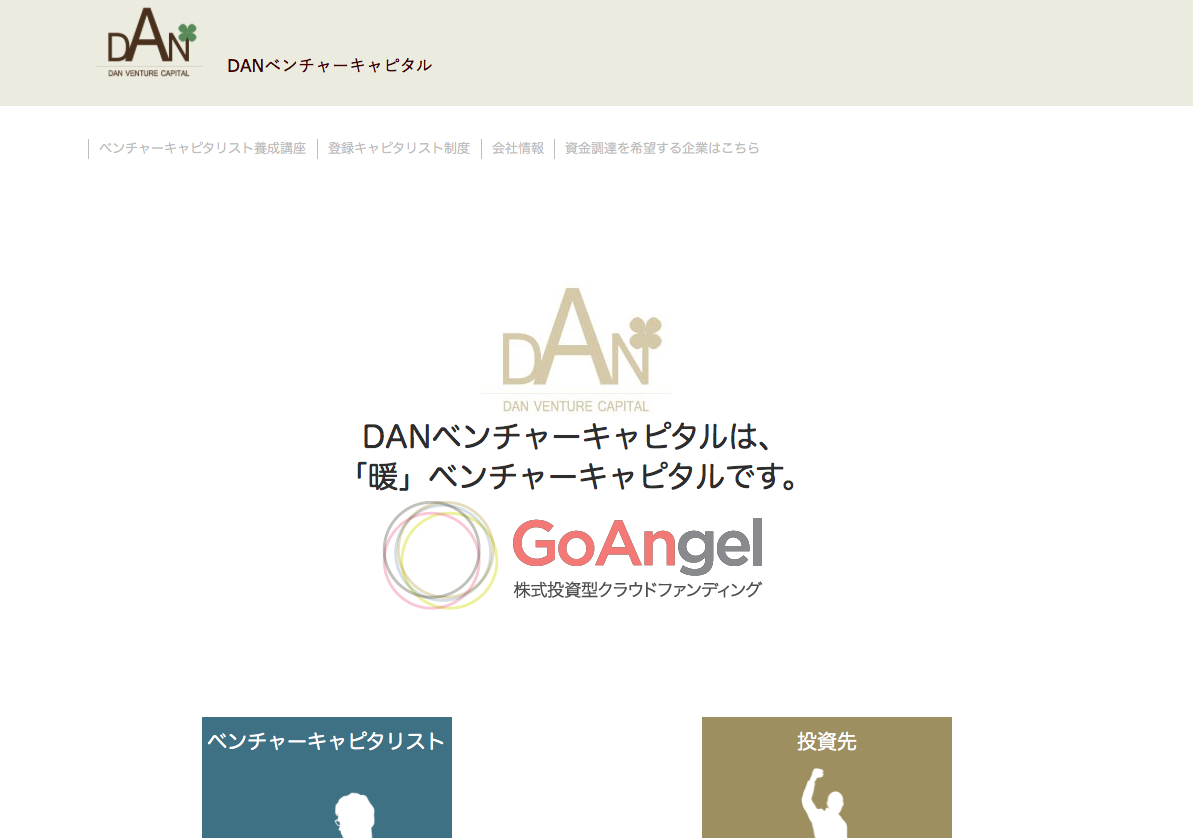 DAN
DAN VENTURE CAPITAL
DANベンチャーキャピタル
ベンチャーキャピタリスト養成講座
登録キャピタリスト制度
会社情報
資金調達を希望する企業はこちら
DAN
DAN VENTURE CAPITAL
DANベンチャーキャピタルは、
「暖」ベンチャーキャピタルです。
GoAngel
株式投資型クラウドファンディング
ベンチャーキャピタリスト
投資先